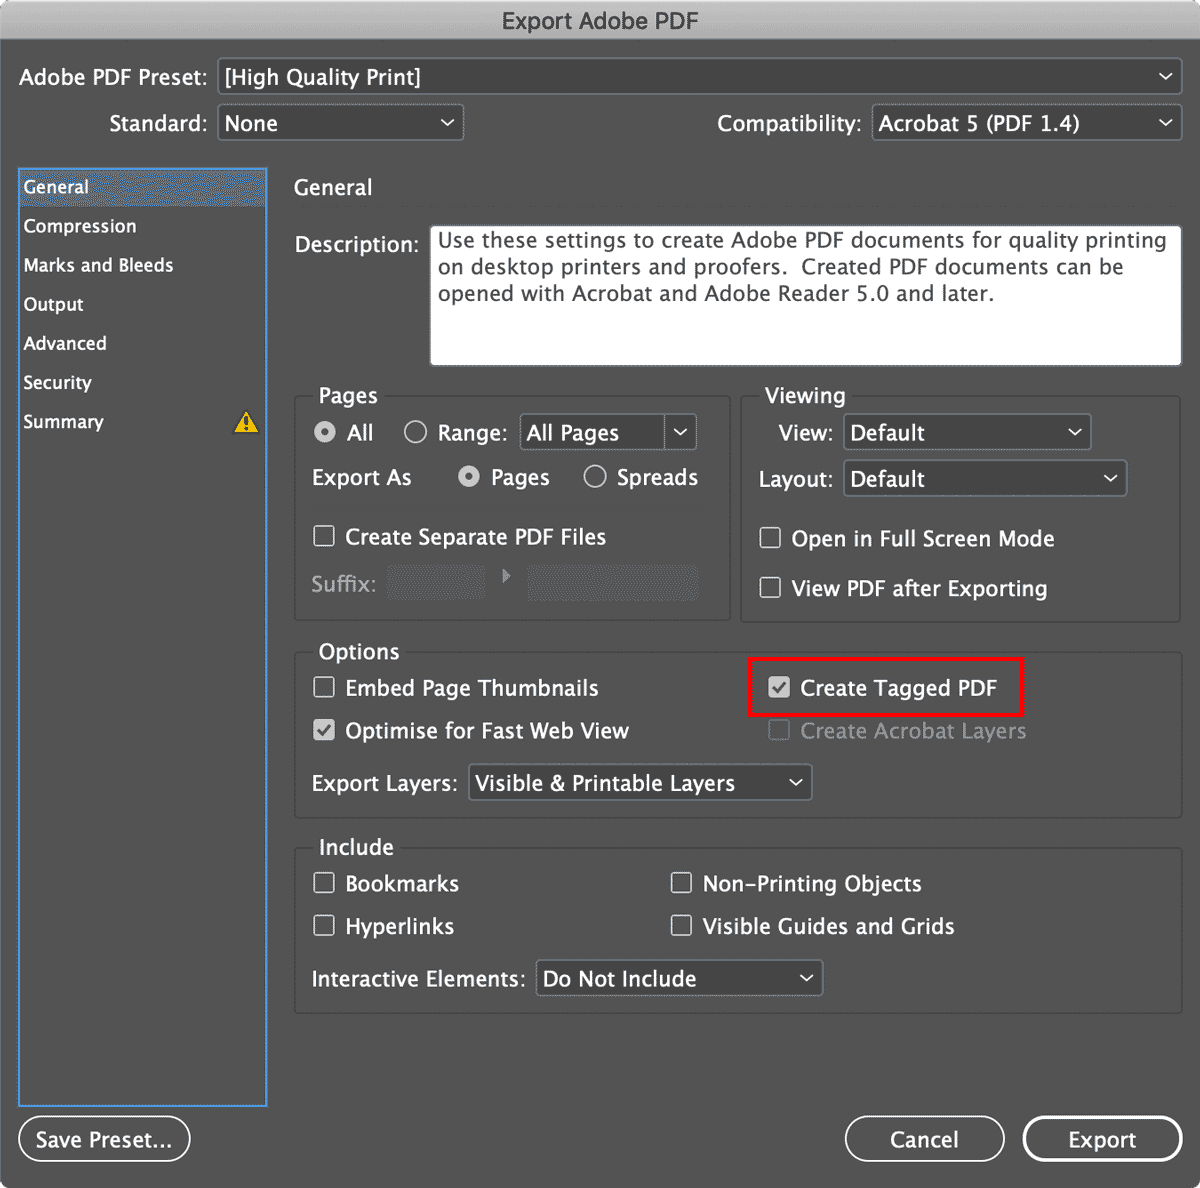 Export Adobe PDF
Adobe PDF Preset: [High Quality Print]
Standard: None Compatibility: Acrobat 5 (PDF 1.4)
General
Compression
Marks and Bleeds
Output
Advanced
Security
Summary
General
Description: Use these settings to create Adobe PDF documents for quality printing
on desktop printers and proofers. Created PDF documents can be
opened with Acrobat and Adobe Reader 5.0 and later.
Pages
All Range: All Pages
Export As Pages Spreads
Create Separate PDF Files
Suffix:
Viewing
View: Default
Layout: Default
Open in Full Screen Mode
View PDF after Exporting
Options
Embed Page Thumbnails Create Tagged PDF
Optimise for Fast Web View Create Acrobat Layers
Export Layers: Visible & Printable Layers
Include
Bookmarks Non-Printing Objects
Hyperlinks Visible Guides and Grids
Interactive Elements: Do Not Include
Save Preset... Cancel Export